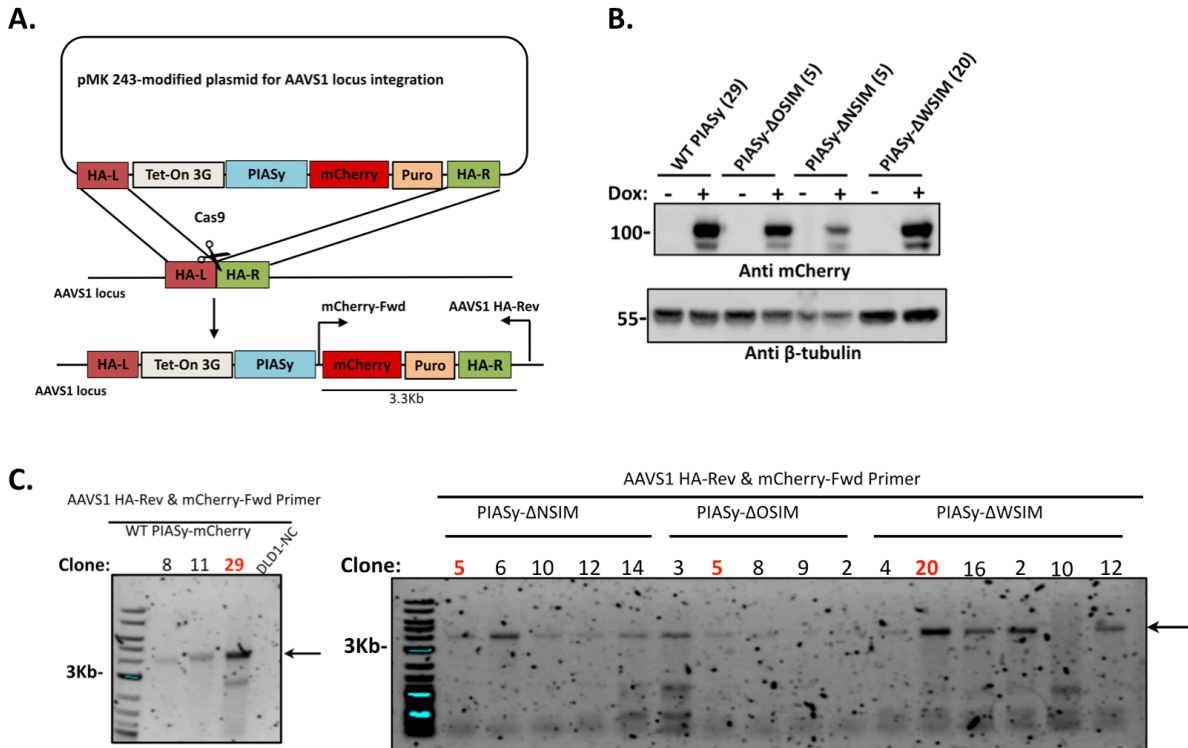 A.
pMK 243-modified plasmid for AAVS1 locus integration
HA-L Tet-On 3G PIASy mCherry Puro HA-R
Cas9
HA-L HA-R
AAVS1 locus
mCherry-Fwd AAVS1 HA-Rev
HA-L Tet-On 3G PIASy mCherry Puro HA-R
AAVS1 locus
3.3Kb
B.
WT PIASy (29) PIASy-ΔOSIM (5) PIASy-ΔNSIM (5) PIASy-ΔWSIM (20)
Dox: - + - + - + - +
100-
Anti mCherry
55-
Anti β-tubulin
C.
AAVS1 HA-Rev & mCherry-Fwd Primer
WT PIASy-mCherry
Clone: 8 11 29 DLD1-NC
3Kb-
AAVS1 HA-Rev & mCherry-Fwd Primer
PIASy-ΔNSIM PIASy-ΔOSIM PIASy-ΔWSIM
Clone: 5 6 10 12 14 3 5 8 9 2 4 20 16 2 10 12
3Kb-